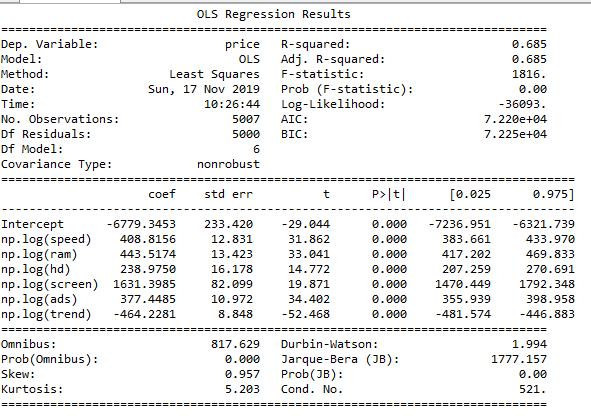 OLS Regression Results
==============================================================================
Dep. Variable:                  price   R-squared:                       0.685
Model:                            OLS   Adj. R-squared:                  0.685
Method:                 Least Squares   F-statistic:                     1816.
Date:                Sun, 17 Nov 2019   Prob (F-statistic):               0.00
Time:                        10:26:44   Log-Likelihood:                -36093.
No. Observations:                5007   AIC:                         7.220e+04
Df Residuals:                    5000   BIC:                         7.225e+04
Df Model:                           6
Covariance Type:            nonrobust
==================================================================================
                     coef    std err          t      P>|t|      [0.025      0.975]
----------------------------------------------------------------------------------
Intercept      -6779.3453    233.420    -29.044      0.000   -7236.951   -6321.739
np.log(speed)    408.8156     12.831     31.862      0.000     383.661     433.970
np.log(ram)      443.5174     13.423     33.041      0.000     417.202     469.833
np.log(hd)       238.9750     16.178     14.772      0.000     207.259     270.691
np.log(screen)  1631.3985     82.099     19.871      0.000    1470.449    1792.348
np.log(ads)      377.4485     10.972     34.402      0.000     355.939     398.958
np.log(trend)   -464.2281      8.848    -52.468      0.000    -481.574    -446.883
==============================================================================
Omnibus:                      817.629   Durbin-Watson:                   1.994
Prob(Omnibus):                  0.000   Jarque-Bera (JB):             1777.157
Skew:                           0.957   Prob(JB):                         0.00
Kurtosis:                       5.203   Cond. No.                         521.
==============================================================================